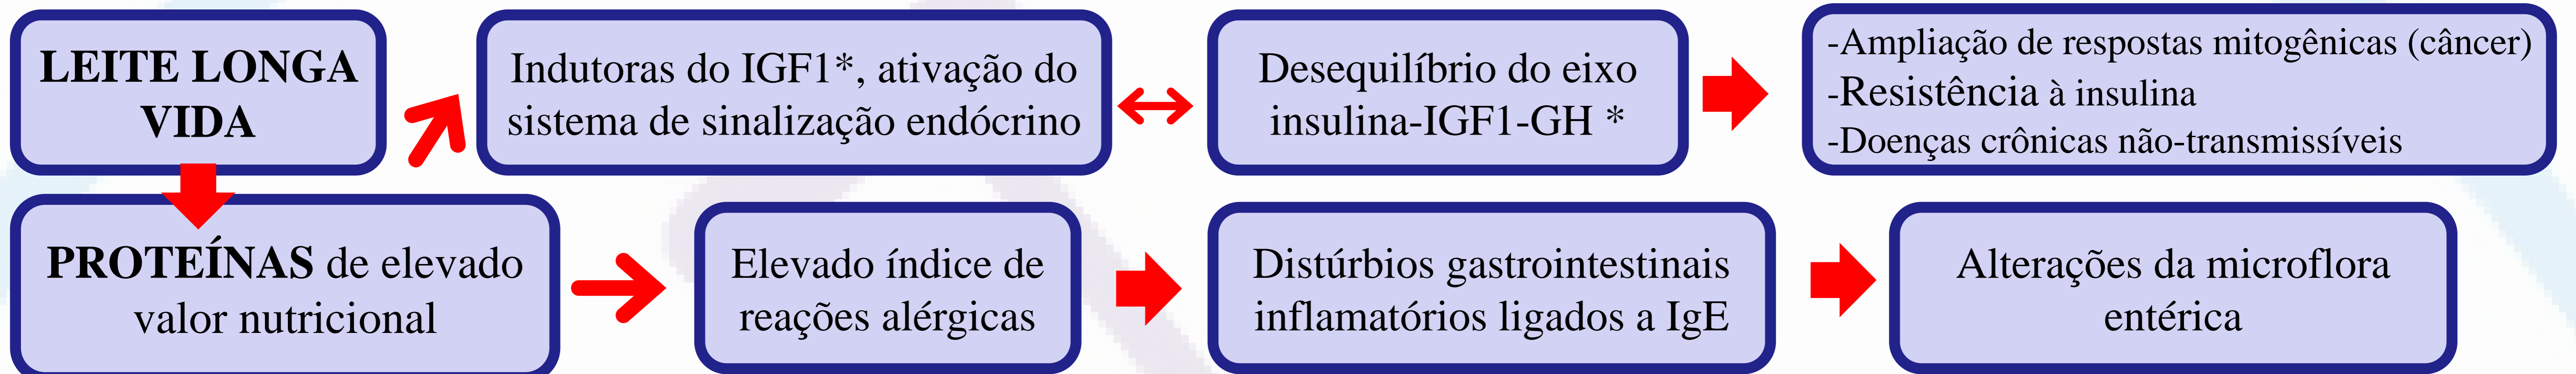 LEITE LONGA
VIDA
Indutoras do IGF1*, ativação do
sistema de sinalização endócrino
Desequilíbrio do eixo
insulina-IGF1-GH *
-Ampliação de respostas mitogênicas (câncer)
-Resistência à insulina
-Doenças crônicas não-transmissíveis
PROTEÍNAS de elevado
valor nutricional
Elevado índice de
reações alérgicas
Distúrbios gastrointestinais
inflamatórios ligados a IgE
Alterações da microflora
entérica